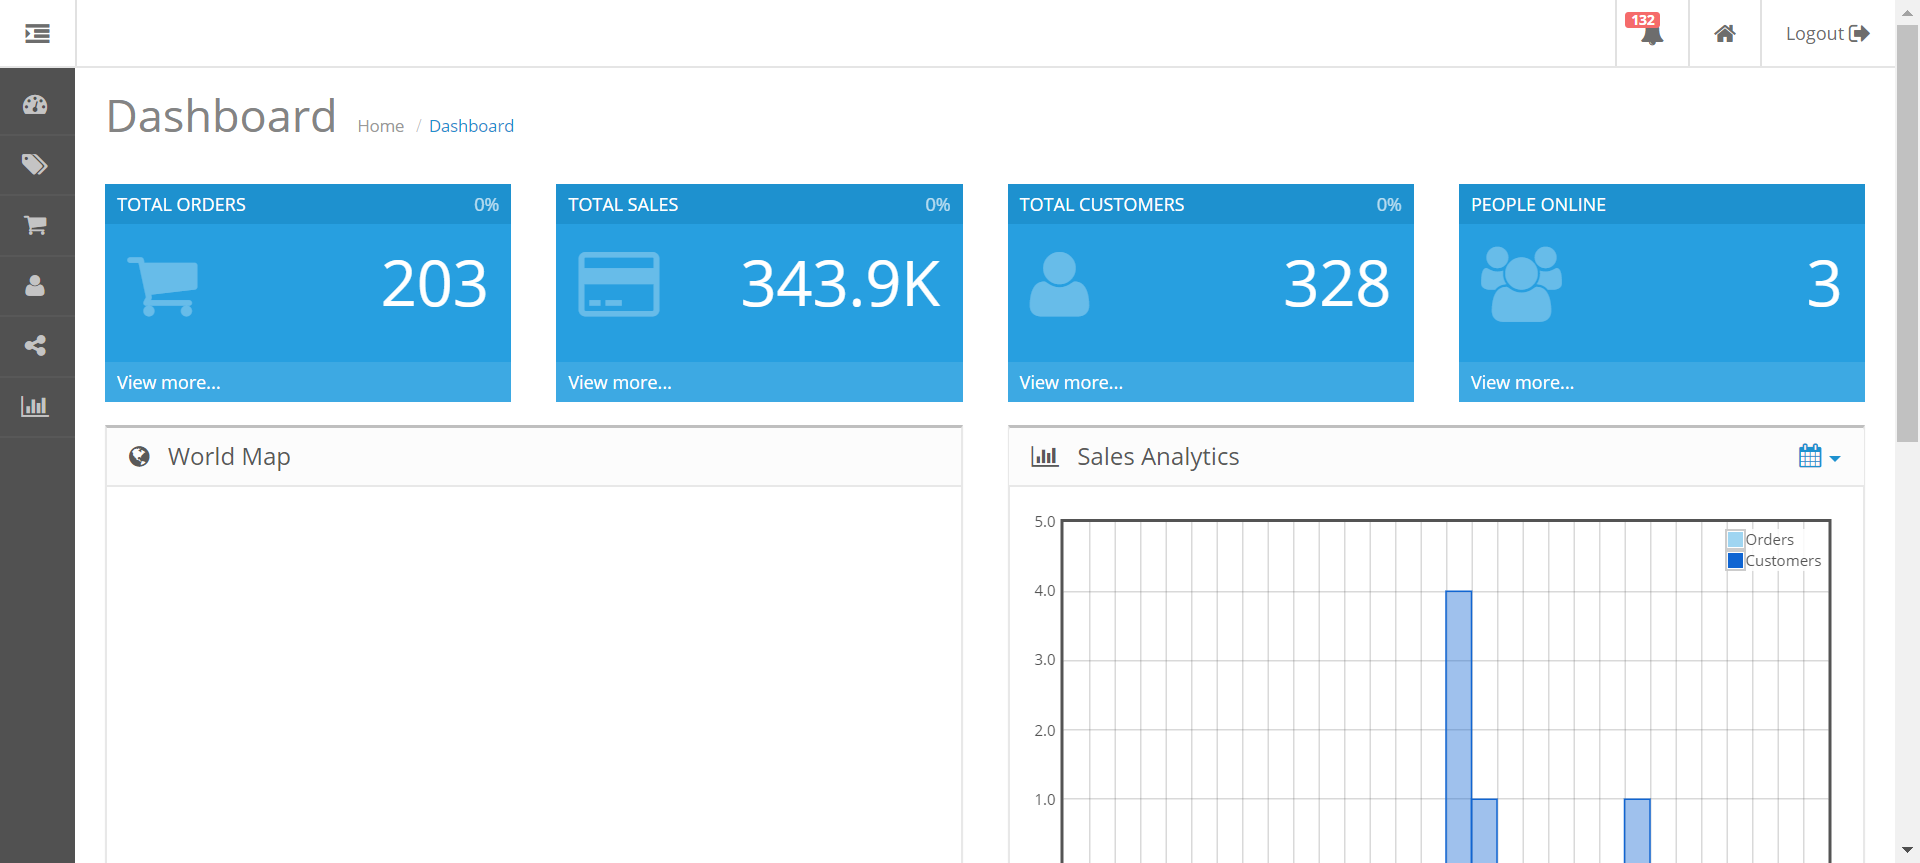 132
Logout
Dashboard
Home / Dashboard
TOTAL ORDERS 0%
203
View more...
TOTAL SALES 0%
343.9K
View more...
TOTAL CUSTOMERS 0%
328
View more...
PEOPLE ONLINE
3
View more...
World Map
Sales Analytics
5.0
4.0
3.0
2.0
1.0
Orders
Customers